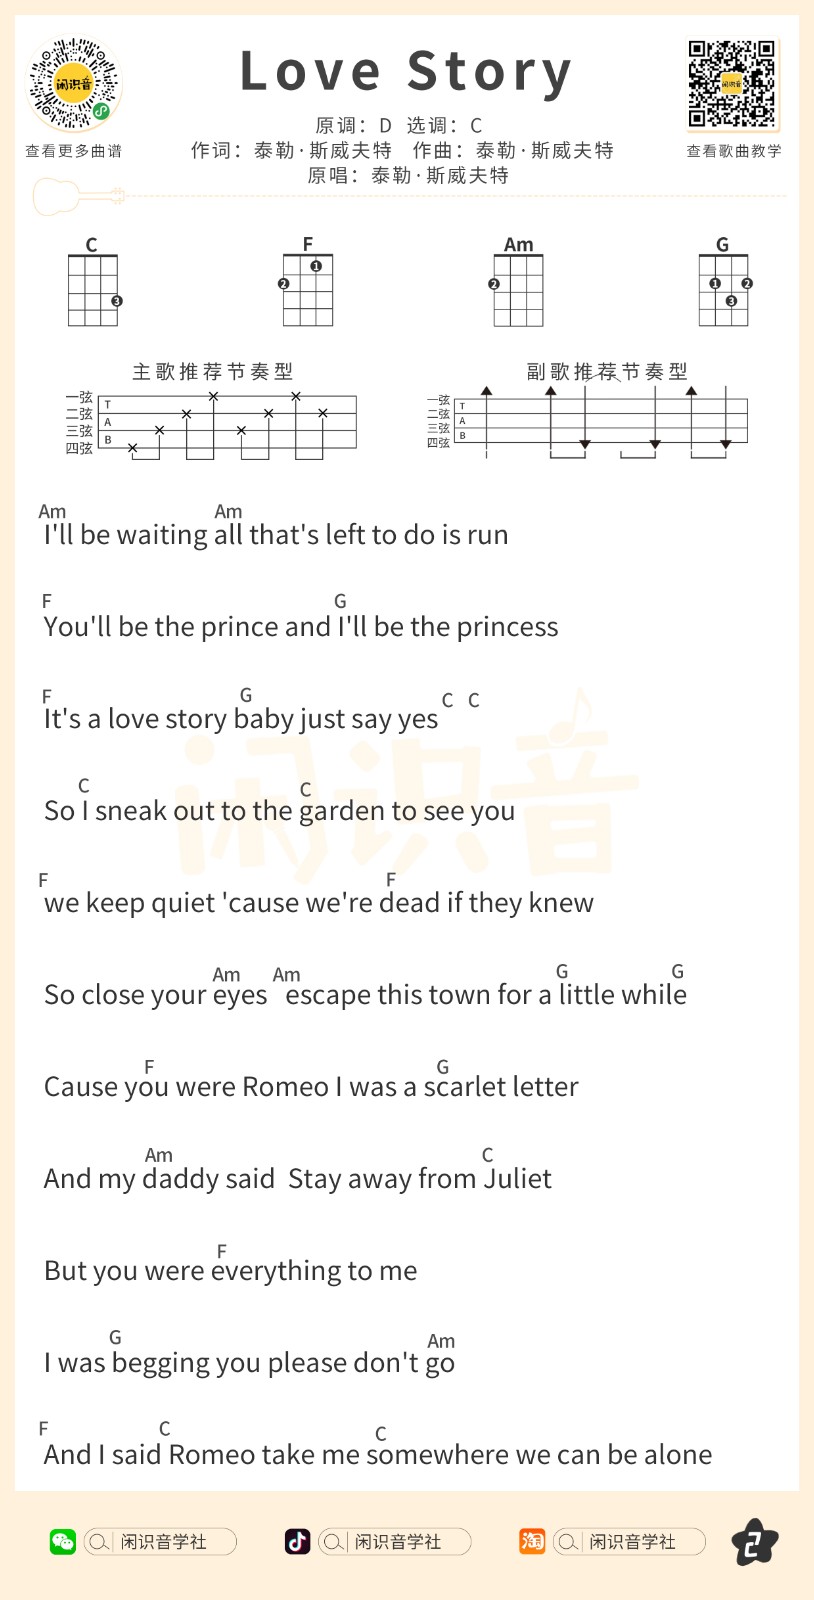 Love Story
闲识音
查看更多曲谱
原调：D 选调：C
作词：泰勒·斯威夫特 作曲：泰勒·斯威夫特
原唱：泰勒·斯威夫特
闲识音
查看歌曲教学
C F Am G
3
2 1
2
1 2 3
主歌推荐节奏型
一弦
二弦
三弦
四弦
T
A
B
副歌推荐节奏型
一弦
二弦
三弦
四弦
T
A
B
Am Am
I'll be waiting all that's left to do is run
F G
You'll be the prince and I'll be the princess
F G C C
It's a love story baby just say yes
闲识音
C C
So I sneak out to the garden to see you
F F
we keep quiet 'cause we're dead if they knew
Am Am G G
So close your eyes escape this town for a little while
F G
Cause you were Romeo I was a scarlet letter
Am C
And my daddy said Stay away from Juliet
F
But you were everything to me
G Am
I was begging you please don't go
F C C
And I said Romeo take me somewhere we can be alone
闲识音学社
闲识音学社
淘 闲识音学社
2